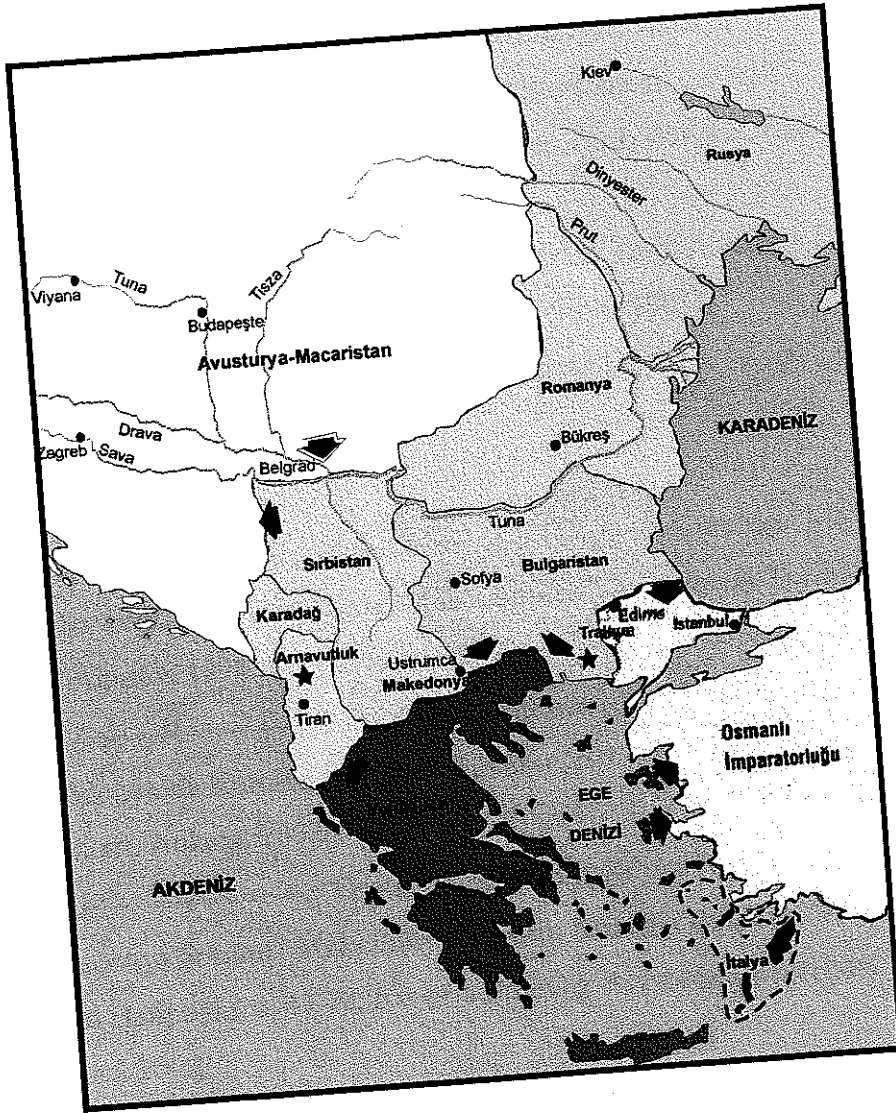 Kiev
Rusya
Dinyester
Prut
Viyana
Tuna
Tisza
Budapeşte
Avusturya-Macaristan
Romanya
Bükreş
KARADENİZ
Drava
Zagreb
Sava
Belgrad
Tuna
Sırbistan
Sofya
Bulgaristan
Karadağ
Edirne
İstanbul
Arnavutluk
Ustrumca
Makedonya
Tiran
Osmanlı
İmparatorluğu
EGE
DENİZİ
AKDENİZ
İtalya